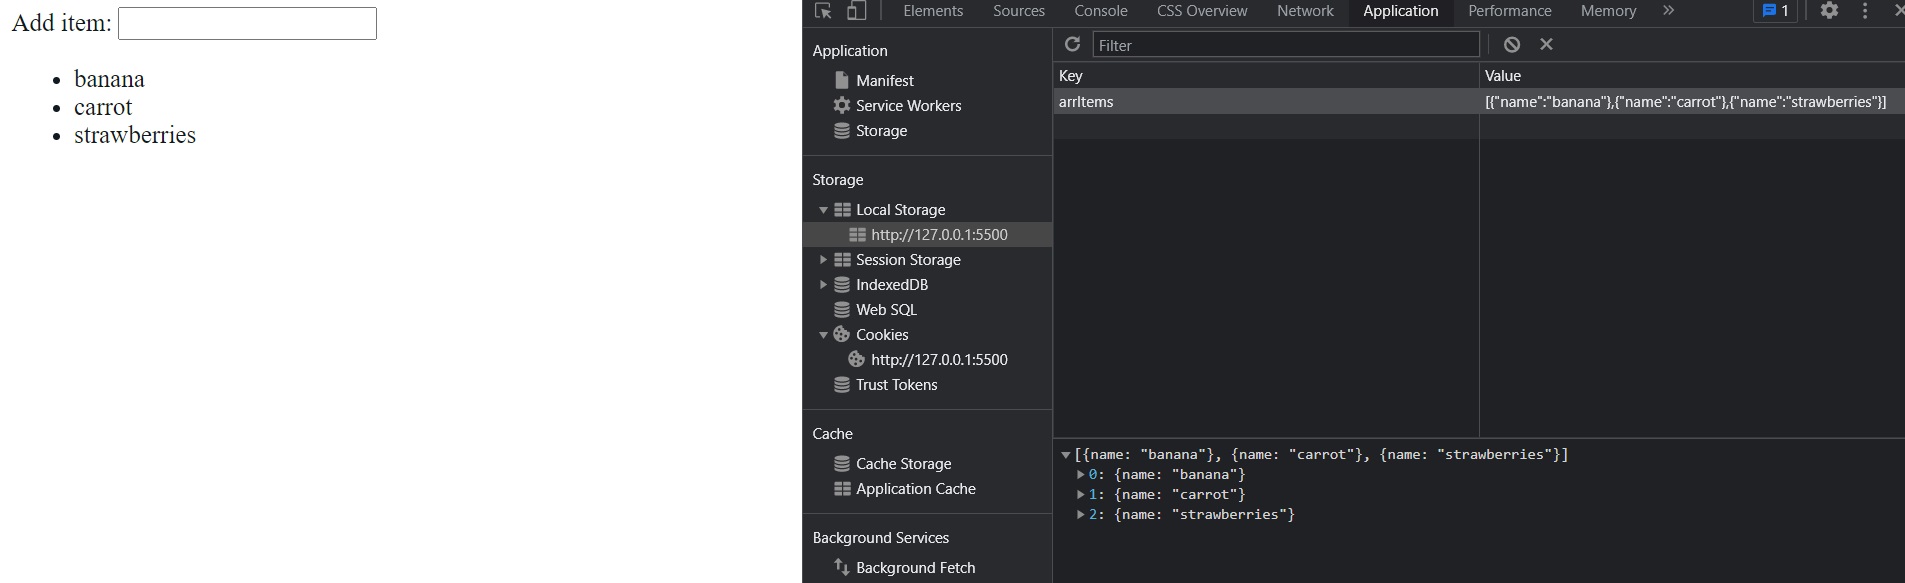 Add item:
banana
carrot
strawberries
Elements Sources Console CSS Overview Network Application Performance Memory » 1
Application
Manifest
Service Workers
Storage
Storage
Local Storage
http://127.0.0.1:5500
Session Storage
IndexedDB
Web SQL
Cookies
http://127.0.0.1:5500
Trust Tokens
Cache
Cache Storage
Application Cache
Background Services
Background Fetch
Filter
Key Value
arrItems [{"name":"banana"},{"name":"carrot"},{"name":"strawberries"}]
[{name: "banana"}, {name: "carrot"}, {name: "strawberries"}]
0: {name: "banana"}
1: {name: "carrot"}
2: {name: "strawberries"}